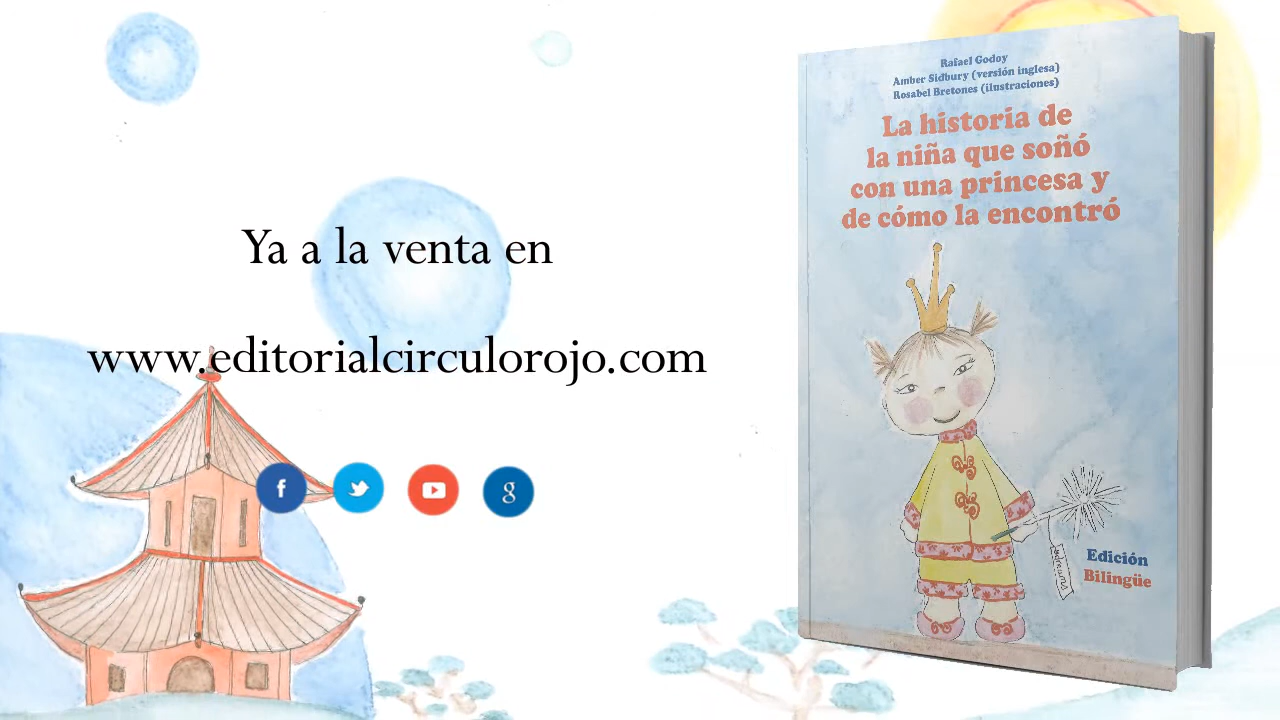 Ya a la venta en
www.editorialcirculorojo.com
f
g
Rafael Godoy
Amber Sidbury (versión inglesa)
Rosabel Bretones (ilustraciones)
La historia de
la niña que soñó
con una princesa y
de cómo la encontró
Edición
Bilingüe